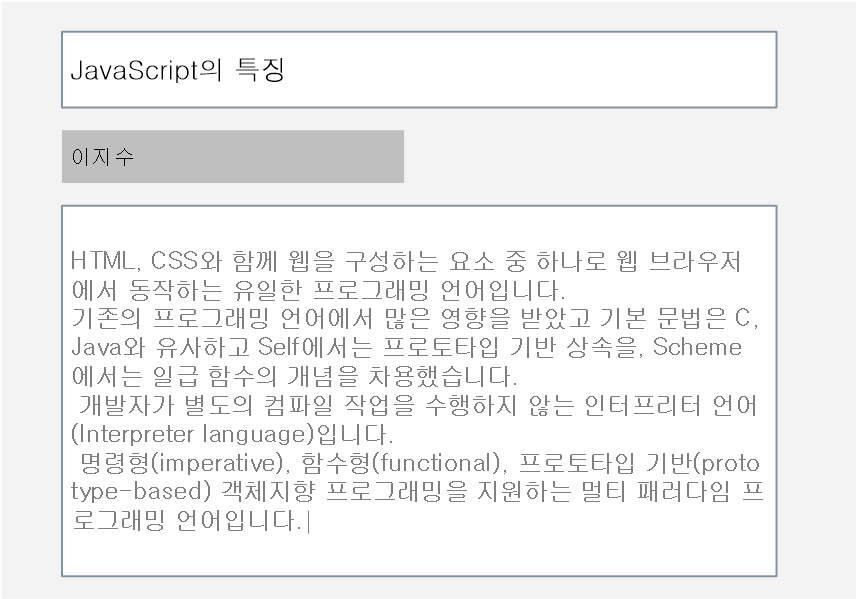 JavaScript의 특징
이지수
HTML, CSS와 함께 웹을 구성하는 요소 중 하나로 웹 브라우저
에서 동작하는 유일한 프로그래밍 언어입니다.
기존의 프로그래밍 언어에서 많은 영향을 받았고 기본 문법은 C,
Java와 유사하고 Self에서는 프로토타입 기반 상속을, Scheme
에서는 일급 함수의 개념을 차용했습니다.
개발자가 별도의 컴파일 작업을 수행하지 않는 인터프리터 언어
(Interpreter language)입니다.
명령형(imperative), 함수형(functional), 프로토타입 기반(proto
type-based) 객체지향 프로그래밍을 지원하는 멀티 패러다임 프
로그래밍 언어입니다.